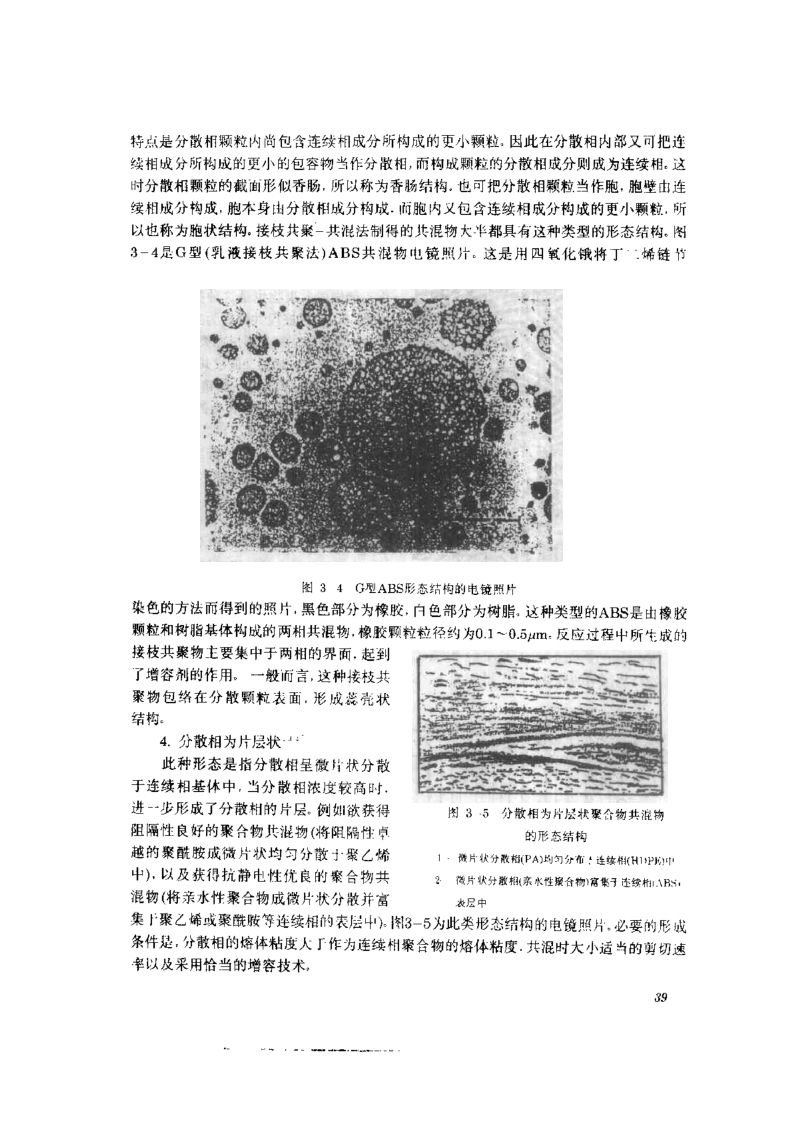 特点是分散相颗粒内尚包含连续相成分所构成的更小颗粒。因此在分散相内部又可把连
续相成分所构成的更小的包容物当作分散相，而构成颗粒的分散相成分则成为连续相。这
时分散相颗粒的截面形似香肠，所以称为香肠结构。也可把分散相颗粒当作胞，胞壁由连
续相成分构成，胞本身由分散相成分构成，而胞内又包含连续相成分构成的更小颗粒，所
以也称为胞状结构。接枝共聚-共混法制得的共混物大半都具有这种类型的形态结构。图
3-4是G型(乳液接枝共聚法)ABS共混物电镜照片。这是用四氧化锇将丁二烯链节
图 3 4 G型ABS形态结构的电镜照片
染色的方法而得到的照片，黑色部分为橡胶，白色部分为树脂。这种类型的ABS是由橡胶
颗粒和树脂基体构成的两相共混物，橡胶颗粒粒径约为0.1~0.5μm。反应过程中所生成的
接枝共聚物主要集中于两相的界面，起到
了增容剂的作用。一般而言，这种接枝共
聚物包络在分散颗粒表面，形成蕊壳状
结构。
4. 分散相为片层状
此种形态是指分散相呈微片状分散
于连续相基体中，当分散相浓度较高时，
进一步形成了分散相的片层。例如欲获得
阻隔性良好的聚合物共混物(将阻隔性卓
越的聚酰胺成微片状均匀分散于聚乙烯
中)，以及获得抗静电性优良的聚合物共
混物(将亲水性聚合物成微片状分散并富
图 3-5 分散相为片层状聚合物共混物
的形态结构
1- 微片状分散相(PA)均匀分布于连续相(HDPE)中
2- 微片状分散相(亲水性聚合物)富集于连续相(ABS)
表层中
集于聚乙烯或聚酰胺等连续相的表层中)。图3-5为此类形态结构的电镜照片。必要的形成
条件是，分散相的熔体粘度大于作为连续相聚合物的熔体粘度，共混时大小适当的剪切速
率以及采用恰当的增容技术。
39